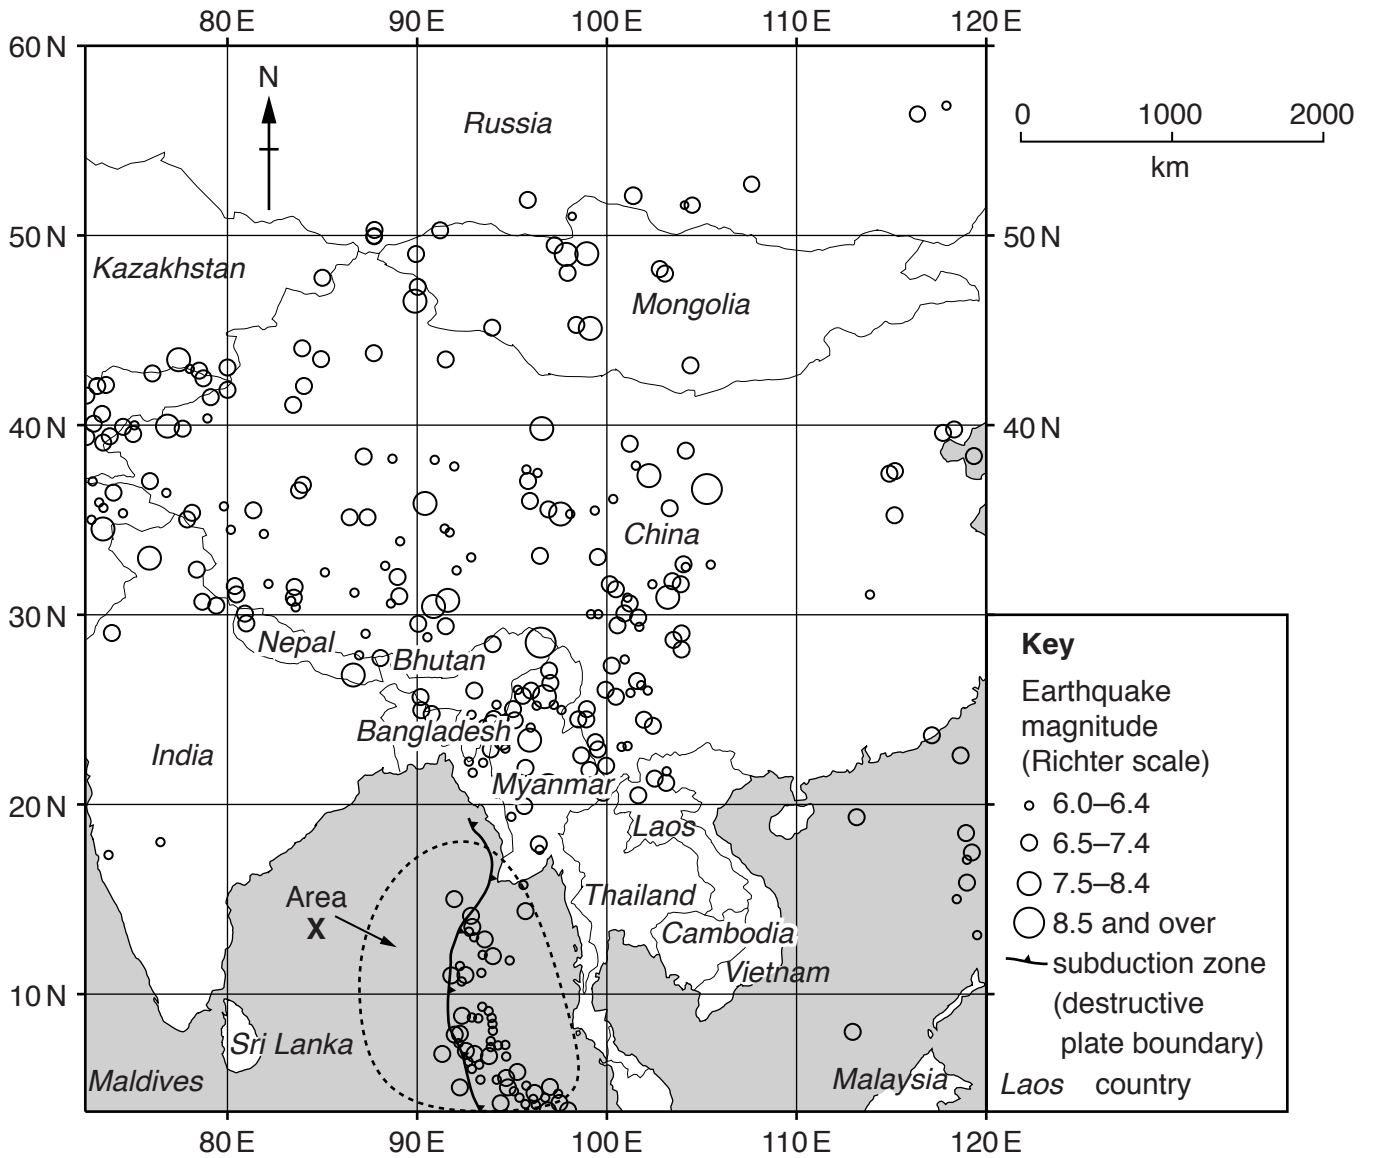 80 E 90 E 100 E 110 E 120 E
60 N
N
Russia
0 1000 2000
km
50 N 50 N
Kazakhstan
Mongolia
40 N 40 N
China
30 N
Nepal
Bhutan
Bangladesh
India
Myanmar
20 N
Laos
Area
X
Thailand
Cambodia
Vietnam
10 N
Sri Lanka
Maldives
Malaysia
80 E 90 E 100 E 110 E 120 E
Key
Earthquake
magnitude
(Richter scale)
6.0–6.4
6.5–7.4
7.5–8.4
8.5 and over
subduction zone
(destructive
plate boundary)
Laos country